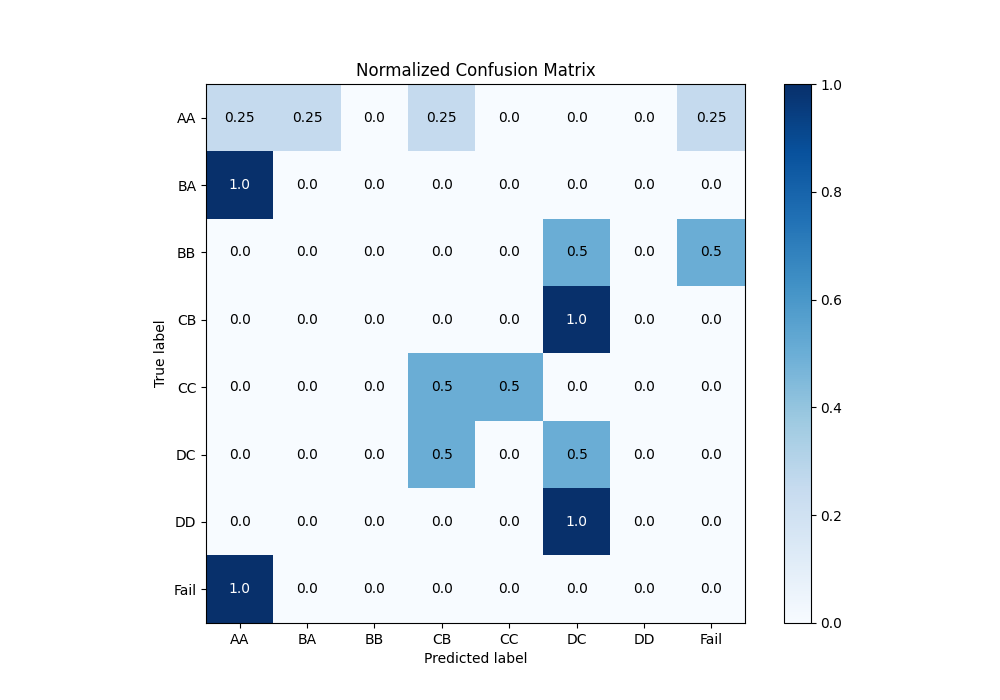 Normalized Confusion Matrix
True label
AA 0.25 0.25 0.0 0.25 0.0 0.0 0.0 0.25
BA 1.0 0.0 0.0 0.0 0.0 0.0 0.0 0.0
BB 0.0 0.0 0.0 0.0 0.0 0.5 0.0 0.5
CB 0.0 0.0 0.0 0.0 0.0 1.0 0.0 0.0
CC 0.0 0.0 0.0 0.5 0.5 0.0 0.0 0.0
DC 0.0 0.0 0.0 0.5 0.0 0.5 0.0 0.0
DD 0.0 0.0 0.0 0.0 0.0 1.0 0.0 0.0
Fail 1.0 0.0 0.0 0.0 0.0 0.0 0.0 0.0
AA BA BB CB CC DC DD Fail
Predicted label
1.0
0.8
0.6
0.4
0.2
0.0